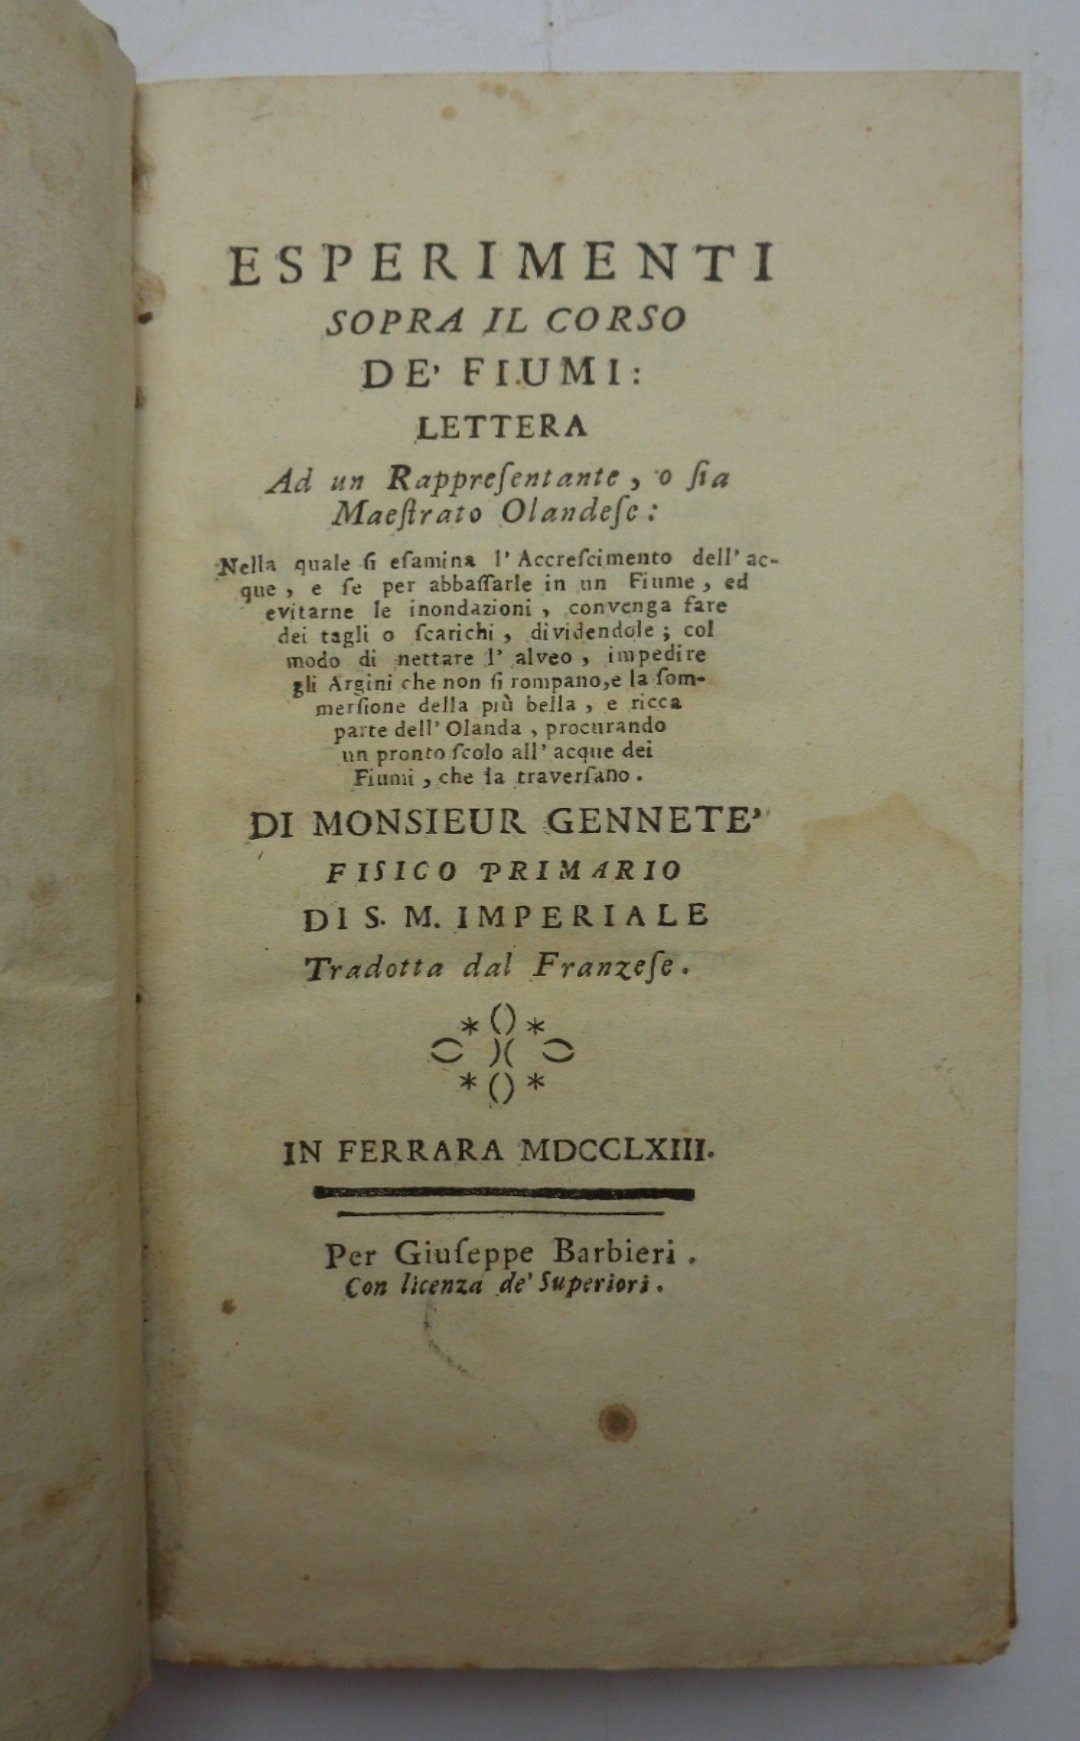 ESPERIMENTI
SOPRA IL CORSO
DE' FIUMI:
LETTERA
Ad un Rappreſentante, o ſia
Maeſtrato Olandeſe:
Nella quale ſi eſamina l'Accreſcimento dell'ac-
que, e ſe per abbaſſarle in un Fiume, ed
evitarne le inondazioni, convenga fare
dei tagli o ſcarichi, dividendole; col
modo di nettare l'alveo, impedire
gli Argini che non ſi rompano, e la ſom-
merſione della più bella, e ricca
parte dell'Olanda, procurando
un pronto ſcolo all'acque dei
Fiumi, che la traverſano.
DI MONSIEUR GENNETE'
FISICO PRIMARIO
DI S. M. IMPERIALE
Tradotta dal Franzeſe.
* () *
() )( ()
* () *
IN FERRARA MDCCLXIII.
Per Giuſeppe Barbieri.
Con licenza de' Superiori.